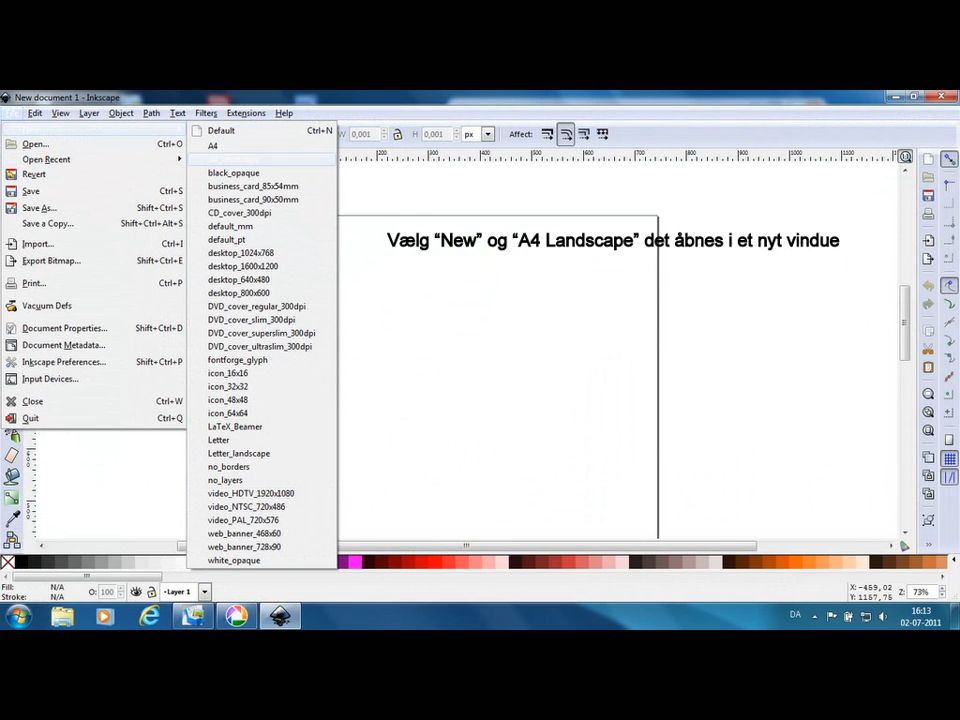 New document 1 - Inkscape
Edit View Layer Object Path Text Filters Extensions Help
W 0,001 H 0,001 px Affect:
Open... Ctrl+O
Open Recent
Revert
Save Ctrl+S
Save As... Shift+Ctrl+S
Save a Copy... Shift+Ctrl+Alt+S
Import... Ctrl+I
Export Bitmap... Shift+Ctrl+E
Print... Ctrl+P
Vacuum Defs
Document Properties... Shift+Ctrl+D
Document Metadata...
Inkscape Preferences... Shift+Ctrl+P
Input Devices...
Close Ctrl+W
Quit Ctrl+Q
Default Ctrl+N
A4
black_opaque
business_card_85x54mm
business_card_90x50mm
CD_cover_300dpi
default_mm
default_pt
desktop_1024x768
desktop_1600x1200
desktop_640x480
desktop_800x600
DVD_cover_regular_300dpi
DVD_cover_slim_300dpi
DVD_cover_superslim_300dpi
DVD_cover_ultraslim_300dpi
fontforge_glyph
icon_16x16
icon_32x32
icon_48x48
icon_64x64
LaTeX_Beamer
Letter
Letter_landscape
no_borders
no_layers
video_HDTV_1920x1080
video_NTSC_720x486
video_PAL_720x576
web_banner_468x60
web_banner_728x90
white_opaque
Vælg “New” og “A4 Landscape” det åbnes i et nyt vindue
Fill: N/A
Stroke: N/A
O: 100
-Layer 1
X: -459,02
Y: 1157,75
Z: 73%
DA
16:13
02-07-2011